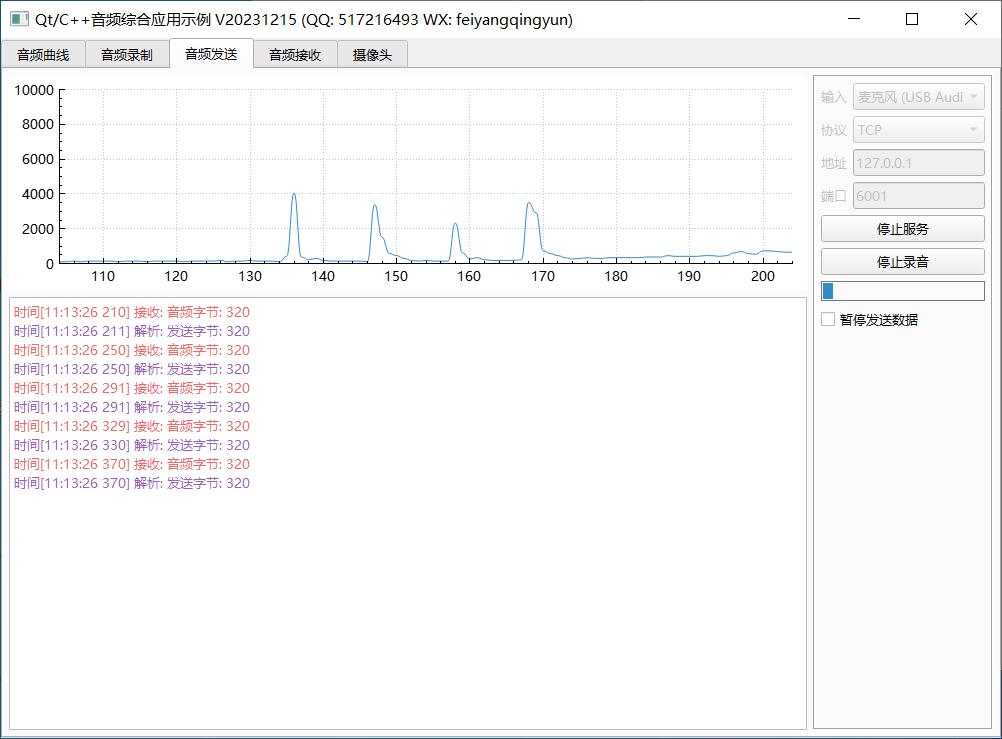 Qt/C++音频综合应用示例 V20231215 (QQ: 517216493 WX: feiyangqingyun)
音频曲线 音频录制 音频发送 音频接收 摄像头
10000
8000
6000
4000
2000
0
110 120 130 140 150 160 170 180 190 200
输入 麦克风 (USB Audi
协议 TCP
地址 127.0.0.1
端口 6001
停止服务
停止录音
暂停发送数据
时间[11:13:26 210] 接收: 音频字节: 320
时间[11:13:26 211] 解析: 发送字节: 320
时间[11:13:26 250] 接收: 音频字节: 320
时间[11:13:26 250] 解析: 发送字节: 320
时间[11:13:26 291] 接收: 音频字节: 320
时间[11:13:26 291] 解析: 发送字节: 320
时间[11:13:26 329] 接收: 音频字节: 320
时间[11:13:26 330] 解析: 发送字节: 320
时间[11:13:26 370] 接收: 音频字节: 320
时间[11:13:26 370] 解析: 发送字节: 320